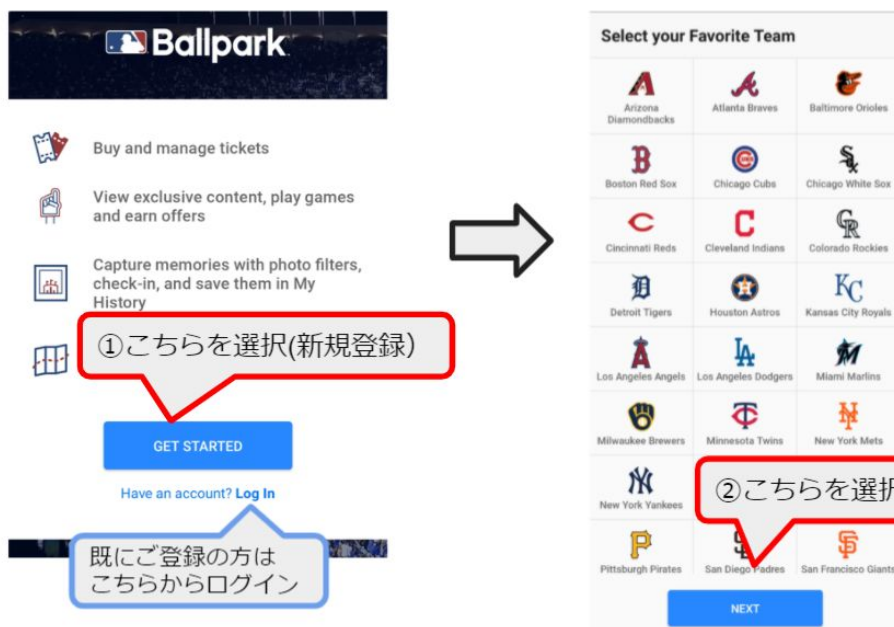 Ballpark
Buy and manage tickets
View exclusive content, play games
and earn offers
Capture memories with photo filters,
check-in, and save them in My
History
①こちらを選択(新規登録)
GET STARTED
Have an account? Log In
既にご登録の方は
こちらからログイン
Select your Favorite Team
Arizona
Diamondbacks
Atlanta Braves
Baltimore Orioles
Boston Red Sox
Chicago Cubs
Chicago White Sox
Cincinnati Reds
Cleveland Indians
Colorado Rockies
Detroit Tigers
Houston Astros
Kansas City Royals
Los Angeles Angels
Los Angeles Dodgers
Miami Marlins
Milwaukee Brewers
Minnesota Twins
New York Mets
New York Yankees
②こちらを選択
Pittsburgh Pirates
San Diego Padres
San Francisco Giants
NEXT